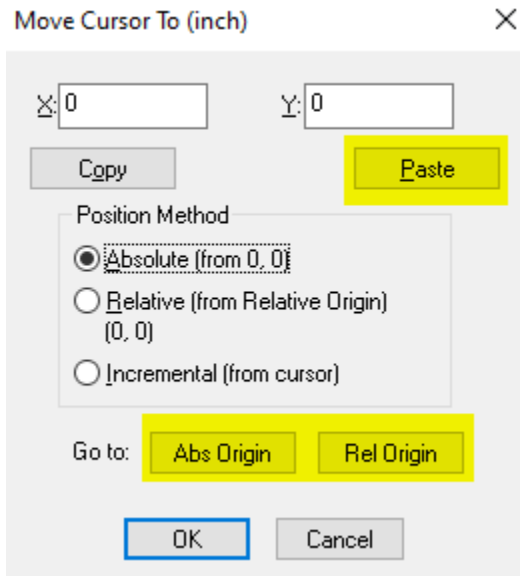 Move Cursor To (inch)
X: 0 Y: 0
Copy Paste
Position Method
Absolute (from 0, 0)
Relative (from Relative Origin)
(0, 0)
Incremental (from cursor)
Go to: Abs Origin Rel Origin
OK Cancel